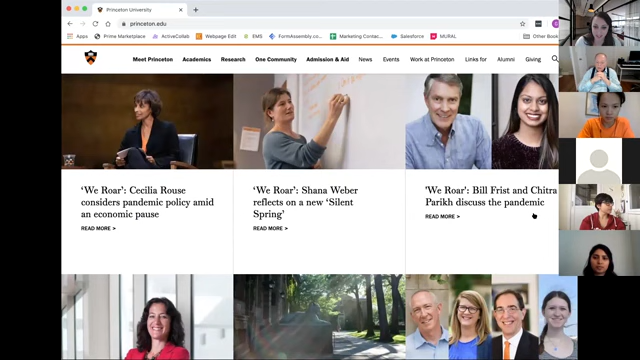 Princeton University
princeton.edu
Apps Prime Marketplace ActiveCollab Webpage Edit EMS FormAssembly.co... Marketing Contac... Salesforce MURAL Other Book
Meet Princeton Academics Research One Community Admission & Aid News Events Work at Princeton Links for Alumni Giving
‘We Roar’: Cecilia Rouse
considers pandemic policy amid
an economic pause
READ MORE >
‘We Roar’: Shana Weber
reflects on a new ‘Silent
Spring’
READ MORE >
'We Roar': Bill Frist and Chitra
Parikh discuss the pandemic
READ MORE >